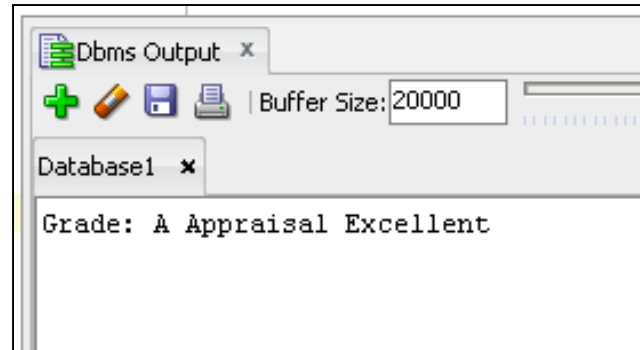 Dbms Output x
Buffer Size: 20000
Database1 x
Grade: A Appraisal Excellent